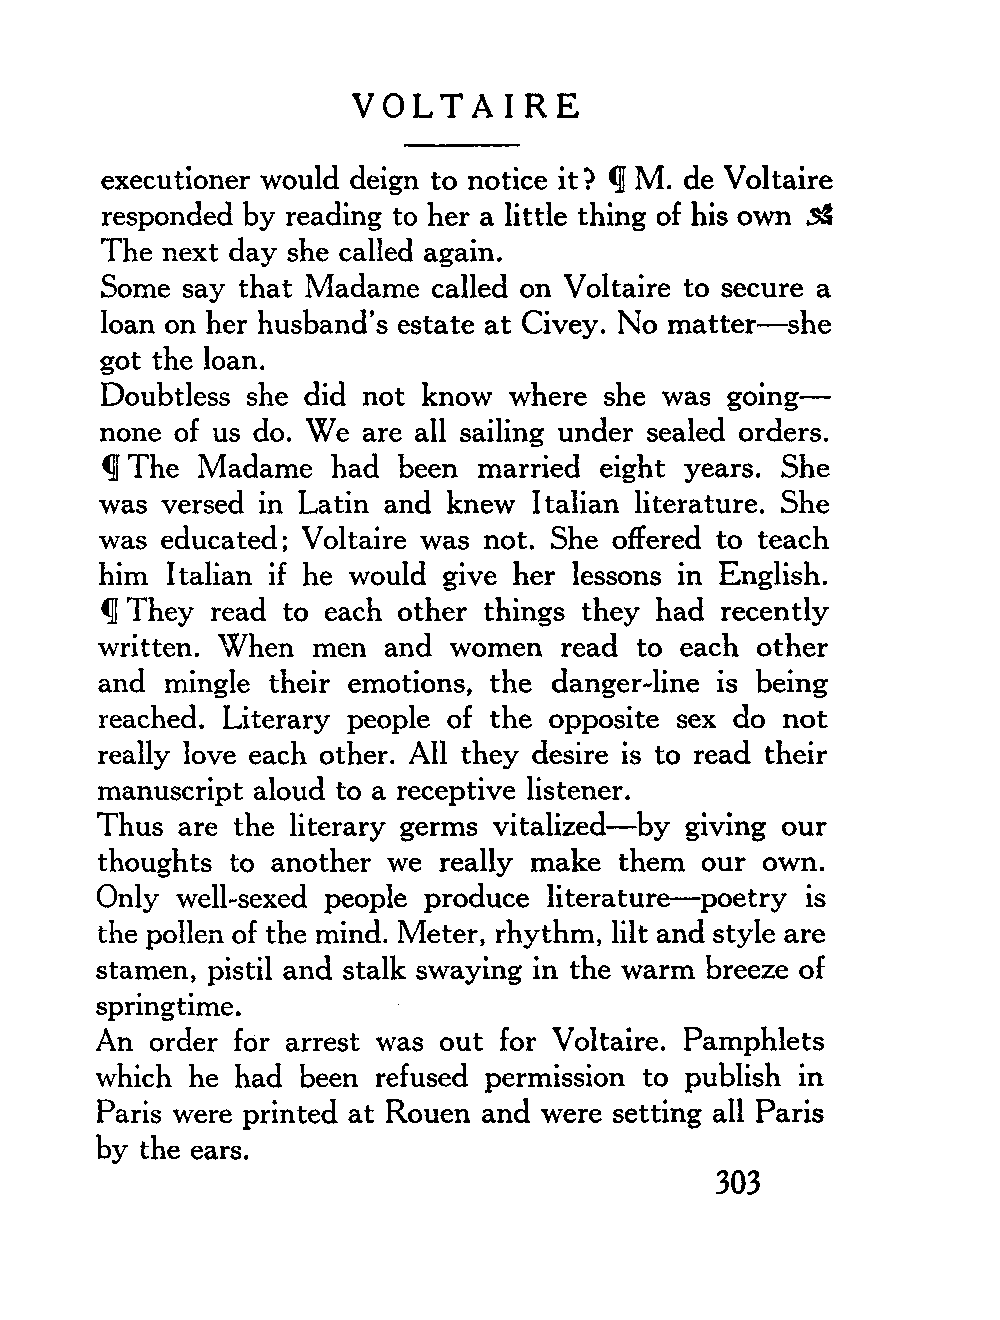 VOLTAIRE
executioner would deign to notice it? ¶ M. de Voltaire
responded by reading to her a little thing of his own
The next day she called again.
Some say that Madame called on Voltaire to secure a
loan on her husband's estate at Civey. No matter—she
got the loan.
Doubtless she did not know where she was going—
none of us do. We are all sailing under sealed orders.
¶ The Madame had been married eight years. She
was versed in Latin and knew Italian literature. She
was educated; Voltaire was not. She offered to teach
him Italian if he would give her lessons in English.
¶ They read to each other things they had recently
written. When men and women read to each other
and mingle their emotions, the danger-line is being
reached. Literary people of the opposite sex do not
really love each other. All they desire is to read their
manuscript aloud to a receptive listener.
Thus are the literary germs vitalized—by giving our
thoughts to another we really make them our own.
Only well-sexed people produce literature—poetry is
the pollen of the mind. Meter, rhythm, lilt and style are
stamen, pistil and stalk swaying in the warm breeze of
springtime.
An order for arrest was out for Voltaire. Pamphlets
which he had been refused permission to publish in
Paris were printed at Rouen and were setting all Paris
by the ears.
303